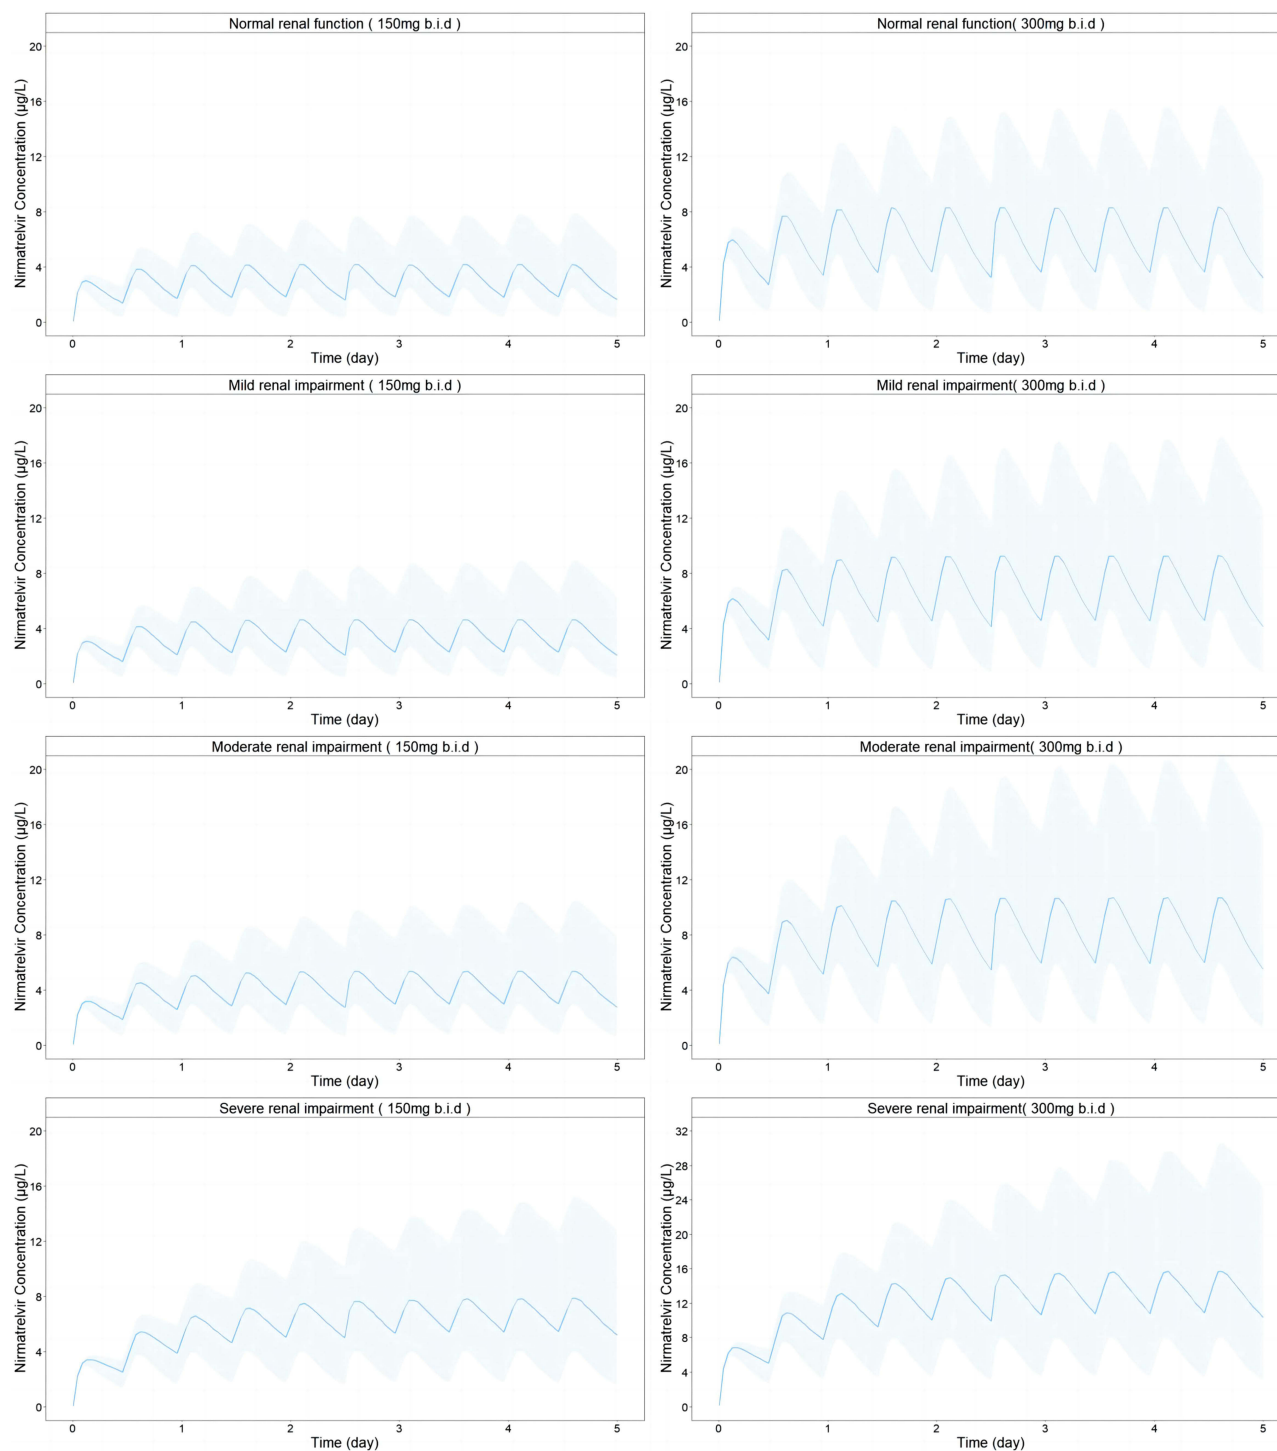 Normal renal function ( 150mg b.i.d )
Nirmatrelvir Concentration (µg/L)
20
16
12
8
4
0
0 1 2 3 4 5
Time (day)
Normal renal function( 300mg b.i.d )
Nirmatrelvir Concentration (µg/L)
20
16
12
8
4
0
0 1 2 3 4 5
Time (day)
Mild renal impairment ( 150mg b.i.d )
Nirmatrelvir Concentration (µg/L)
20
16
12
8
4
0
0 1 2 3 4 5
Time (day)
Mild renal impairment( 300mg b.i.d )
Nirmatrelvir Concentration (µg/L)
20
16
12
8
4
0
0 1 2 3 4 5
Time (day)
Moderate renal impairment ( 150mg b.i.d )
Nirmatrelvir Concentration (µg/L)
20
16
12
8
4
0
0 1 2 3 4 5
Time (day)
Moderate renal impairment( 300mg b.i.d )
Nirmatrelvir Concentration (µg/L)
20
16
12
8
4
0
0 1 2 3 4 5
Time (day)
Severe renal impairment ( 150mg b.i.d )
Nirmatrelvir Concentration (µg/L)
20
16
12
8
4
0
0 1 2 3 4 5
Time (day)
Severe renal impairment( 300mg b.i.d )
Nirmatrelvir Concentration (µg/L)
32
28
24
20
16
12
8
4
0
0 1 2 3 4 5
Time (day)